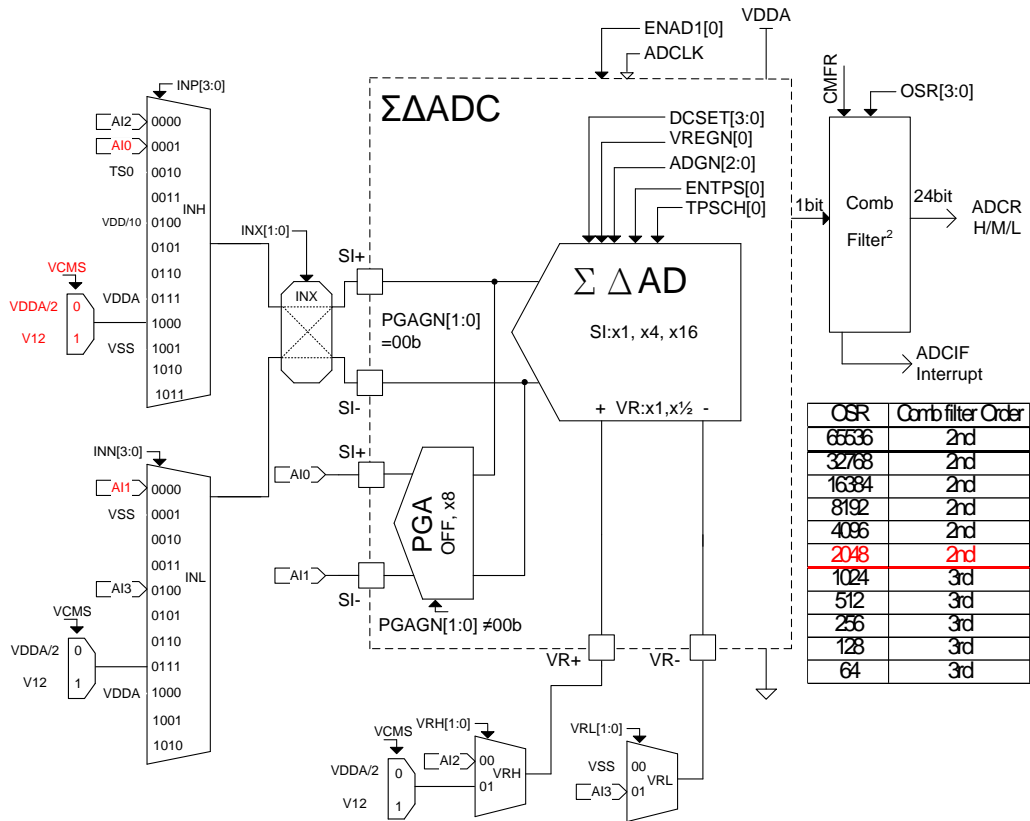 VDDA
ENAD1[0]
ADCLK
INP[3:0]
CMFR
OSR[3:0]
ΣΔADC
DCSET[3:0]
VREGN[0]
ADGN[2:0]
ENTPS[0]
TPSCH[0]
AI2 0000
AI0 0001
TS0 0010
0011
VDD/10 0100
0101
0110
VDDA 0111
1000
VSS 1001
1010
1011
INH
VCMS
VDDA/2 0
V12 1
INX[1:0]
INX
SI+
SI-
PGAGN[1:0]
=00b
Σ Δ AD
SI:x1, x4, x16
+ VR:x1,x½ -
1bit
Comb
Filter²
24bit
ADCR
H/M/L
ADCIF
Interrupt
INN[3:0]
AI1 0000
VSS 0001
0010
0011
AI3 0100
0101
0110
0111
VDDA 1000
1001
1010
INL
VCMS
VDDA/2 0
V12 1
SI+
AI0
PGA
OFF, x8
AI1
SI-
PGAGN[1:0] ≠00b
VR+
VR-
OSR Comb filter Order
65536 2nd
32768 2nd
16384 2nd
8192 2nd
4096 2nd
2048 2nd
1024 3rd
512 3rd
256 3rd
128 3rd
64 3rd
VRH[1:0]
VCMS
VDDA/2 0
V12 1
AI2 00
01
VRH
VRL[1:0]
VSS 00
AI3 01
VRL